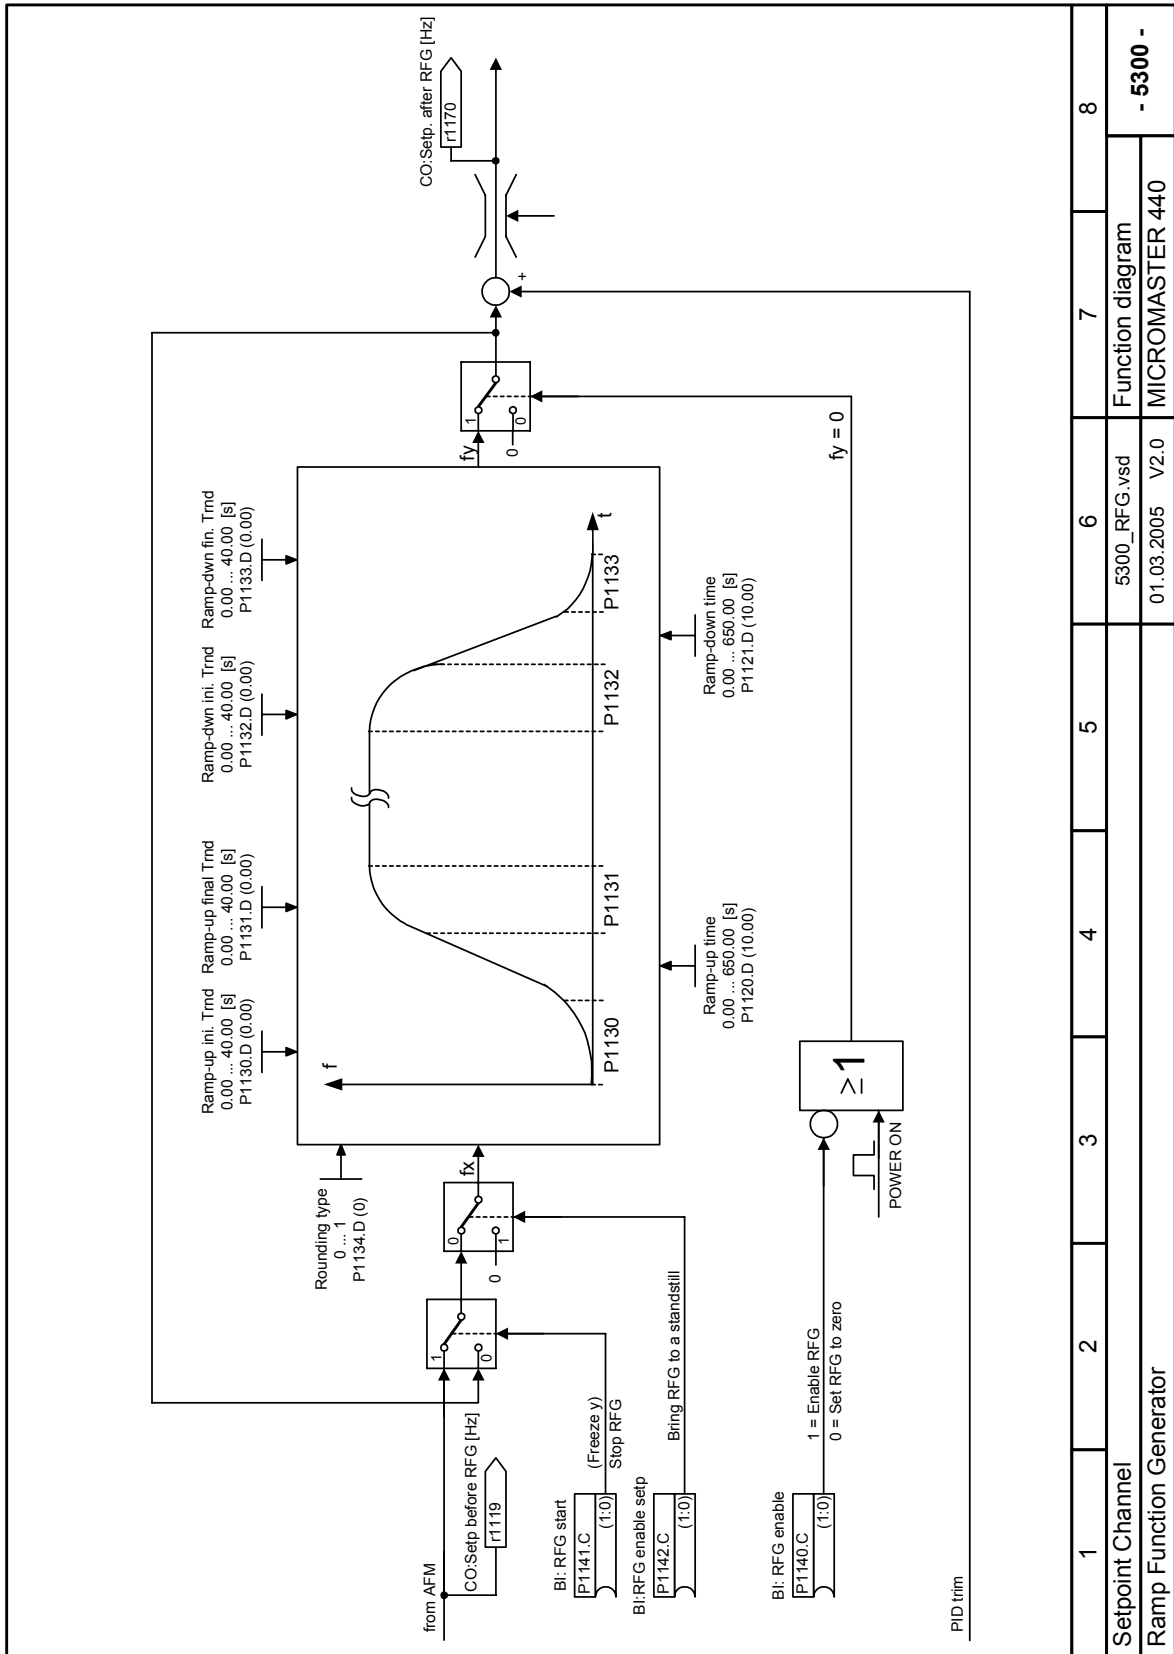 from AFM
CO:Setp before RFG [Hz]
r1119
BI: RFG start
P1141.C
(1:0)
(Freeze y)
Stop RFG
BI:RFG enable setp
P1142.C
(1:0)
Bring RFG to a standstill
BI: RFG enable
P1140.C
(1:0)
1 = Enable RFG
0 = Set RFG to zero
PID trim
1
0
0
1
0
fx
Rounding type
0 ... 1
P1134.D (0)
Ramp-up ini. Trnd
0.00 ... 40.00 [s]
P1130.D (0.00)
Ramp-up final Trnd
0.00 ... 40.00 [s]
P1131.D (0.00)
Ramp-dwn ini. Trnd
0.00 ... 40.00 [s]
P1132.D (0.00)
Ramp-dwn fin. Trnd
0.00 ... 40.00 [s]
P1133.D (0.00)
f
t
P1130
P1131
P1132
P1133
Ramp-up time
0.00 ... 650.00 [s]
P1120.D (10.00)
Ramp-down time
0.00 ... 650.00 [s]
P1121.D (10.00)
POWER ON
≥1
fy = 0
fy
1
0
0
+
CO:Setp. after RFG [Hz]
r1170
1 2 3 4 5 6 7 8
Setpoint Channel
Ramp Function Generator
5300_RFG.vsd
01.03.2005 V2.0
Function diagram
MICROMASTER 440
- 5300 -